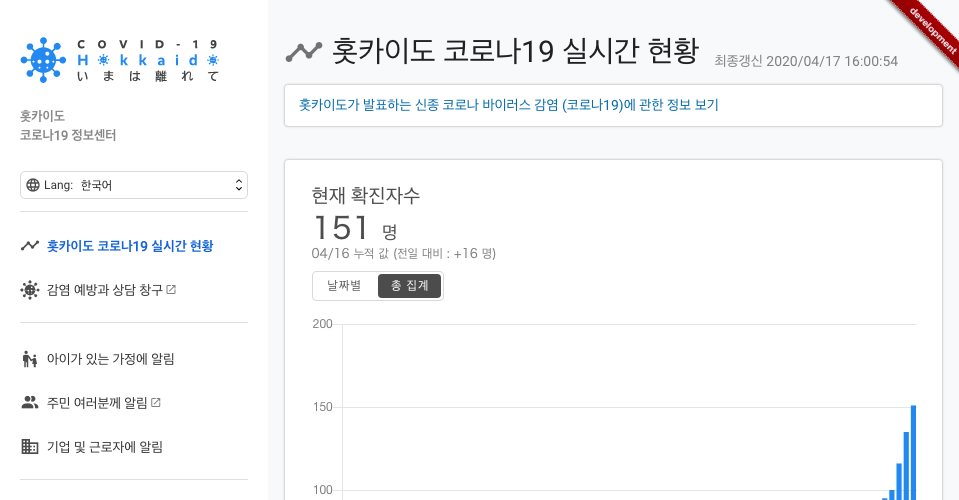 COVID-19
Hokkaido
いまは離れて
홋카이도
코로나19 정보센터
Lang: 한국어
홋카이도 코로나19 실시간 현황
감염 예방과 상담 창구
아이가 있는 가정에 알림
주민 여러분께 알림
기업 및 근로자에 알림
홋카이도 코로나19 실시간 현황
최종갱신 2020/04/17 16:00:54
development
홋카이도가 발표하는 신종 코로나 바이러스 감염 (코로나19)에 관한 정보 보기
현재 확진자수
151 명
04/16 누적 값 (전일 대비 : +16 명)
날짜별 총 집계
200
150
100